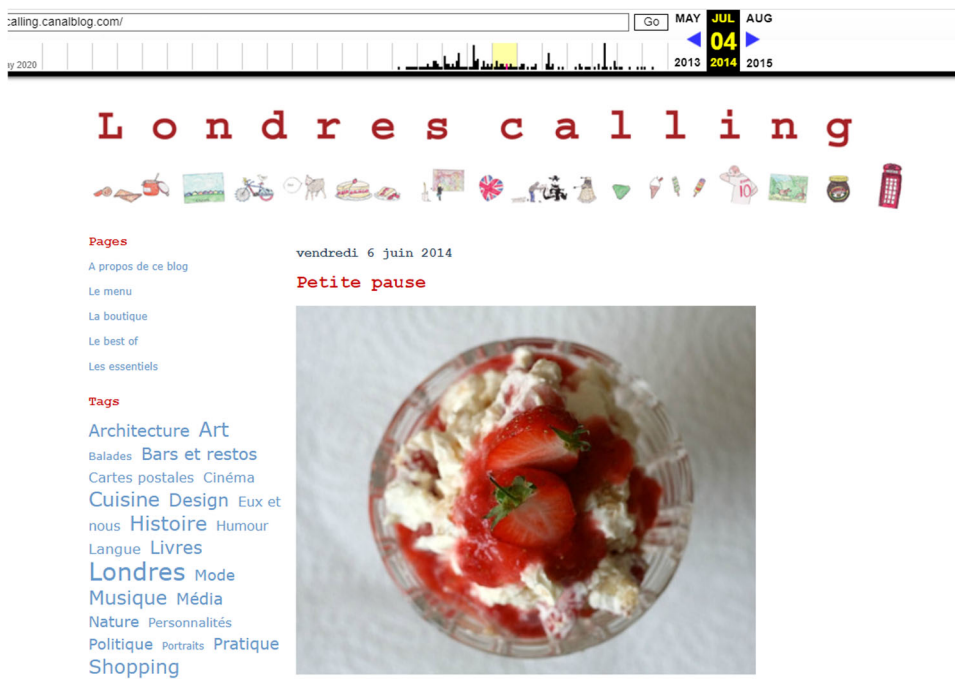 calling.canalblog.com/
Go
MAY JUL AUG
04
2013 2014 2015
2020
Londres calling
10
Pages
A propos de ce blog
Le menu
La boutique
Le best of
Les essentiels
Tags
Architecture Art
Balades Bars et restos
Cartes postales Cinéma
Cuisine Design Eux et
nous Histoire Humour
Langue Livres
Londres Mode
Musique Média
Nature Personnalités
Politique Portraits Pratique
Shopping
vendredi 6 juin 2014
Petite pause